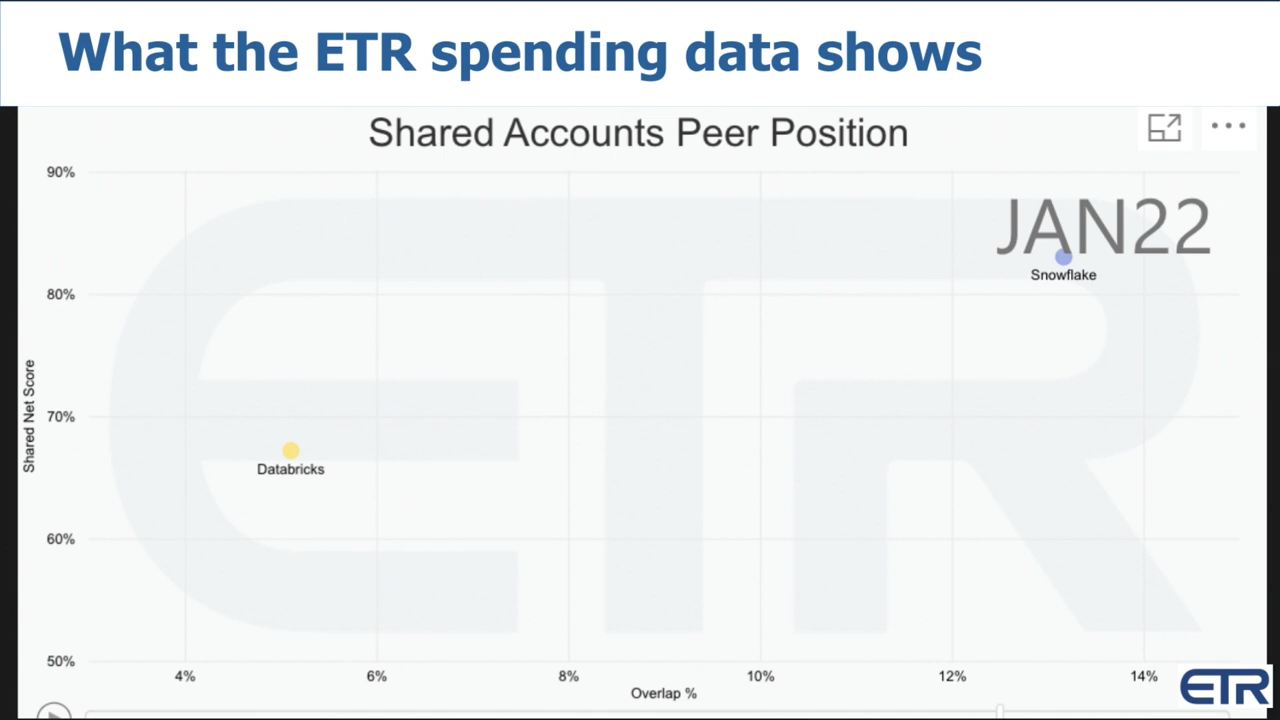 What the ETR spending data shows
Shared Accounts Peer Position
90%
JAN22
Snowflake
80%
Shared Net Score
70%
Databricks
60%
50%
4% 6% 8% 10% 12% 14%
Overlap %
ETR